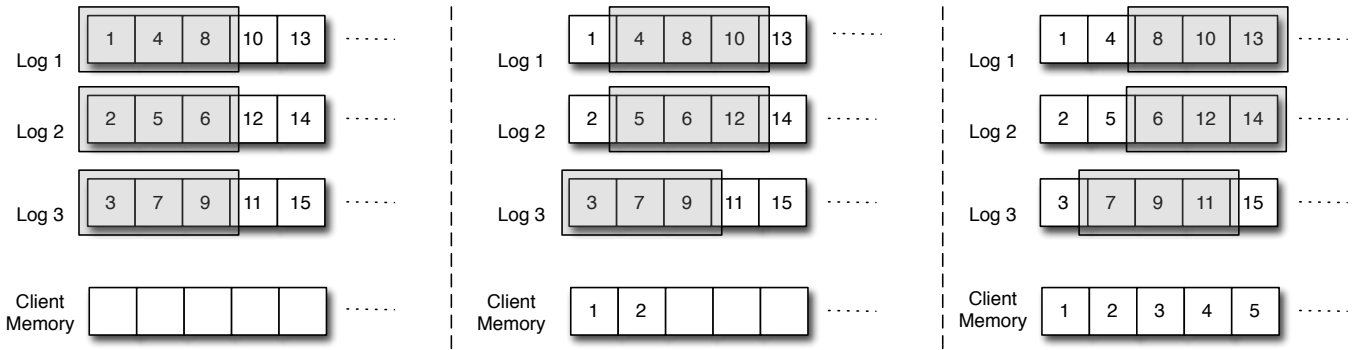 Log 1 1 4 8 10 13 ........
Log 2 2 5 6 12 14 ........
Log 3 3 7 9 11 15 ........
Client Memory ........
Log 1 1 4 8 10 13 ........
Log 2 2 5 6 12 14 ........
Log 3 3 7 9 11 15 ........
Client Memory 1 2 ........
Log 1 1 4 8 10 13 ........
Log 2 2 5 6 12 14 ........
Log 3 3 7 9 11 15 ........
Client Memory 1 2 3 4 5 ........